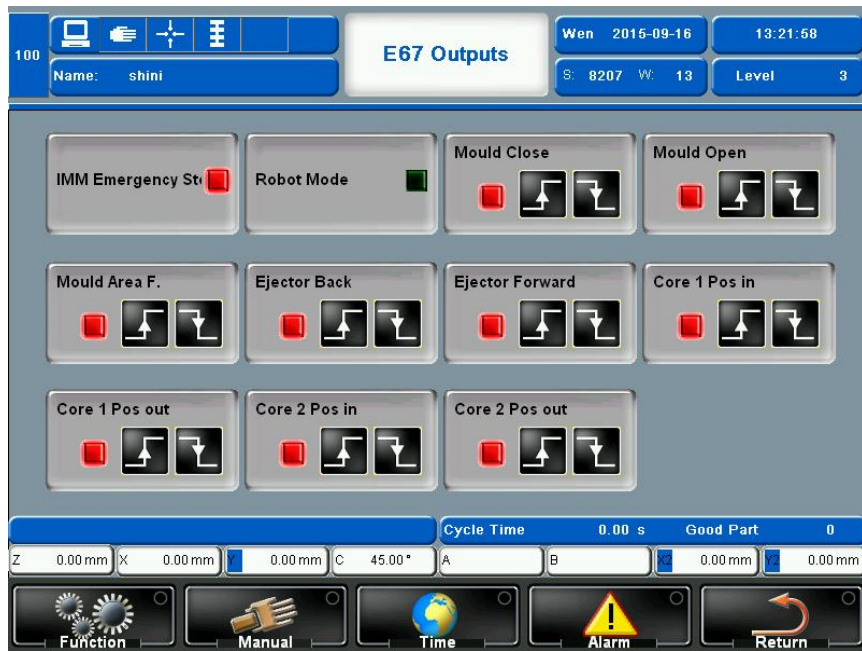 100
E67 Outputs
Wen 2015-09-16
13:21:58
Name: shini
S: 8207 W: 13
Level 3
IMM Emergency Sto
Robot Mode
Mould Close
Mould Open
Mould Area F.
Ejector Back
Ejector Forward
Core 1 Pos in
Core 1 Pos out
Core 2 Pos in
Core 2 Pos out
Cycle Time 0.00 s Good Part 0
Z 0.00 mm X 0.00 mm Y 0.00 mm C 45.00 ° A B X2 0.00 mm Y2 0.00 mm
Function
Manual
Time
Alarm
Return